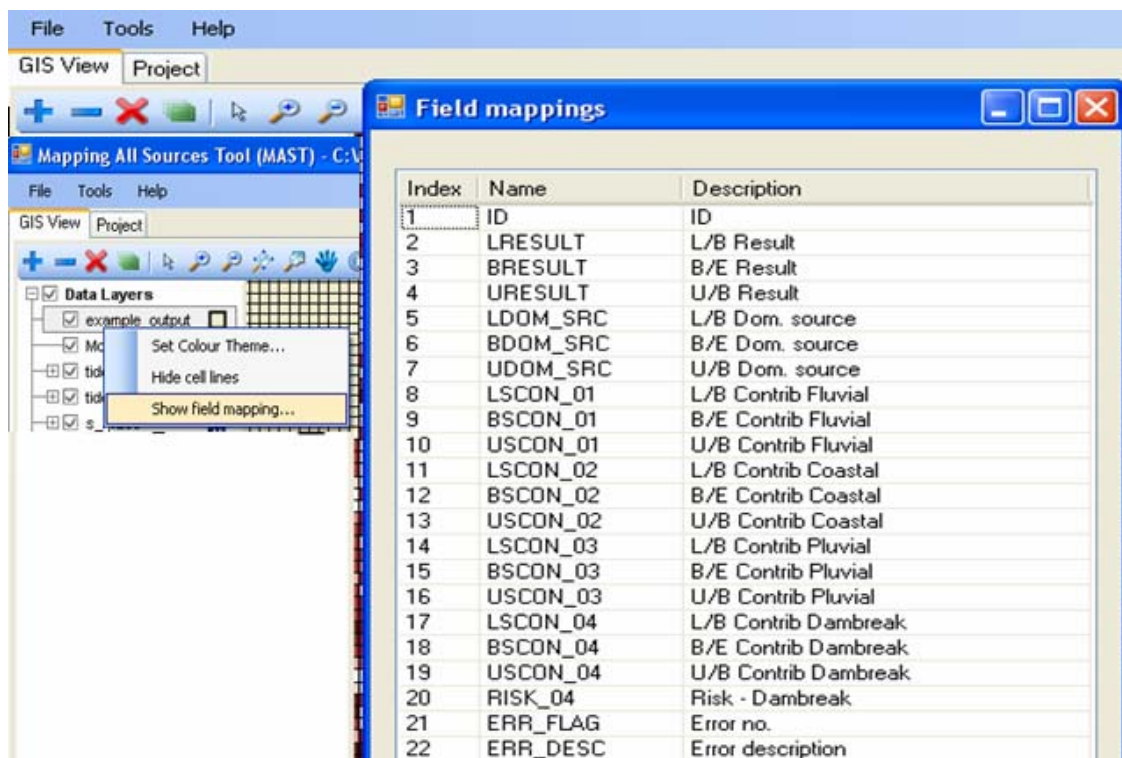 File Tools Help
GIS View Project
Field mappings
Mapping All Sources Tool (MAST) - C:\
File Tools Help
GIS View Project
Data Layers
example_output
Set Colour Theme...
Hide cell lines
Show field mapping...
Index Name Description
1 ID ID
2 LRESULT L/B Result
3 BRESULT B/E Result
4 URESULT U/B Result
5 LDOM_SRC L/B Dom. source
6 BDOM_SRC B/E Dom. source
7 UDOM_SRC U/B Dom. source
8 LSCON_01 L/B Contrib Fluvial
9 BSCON_01 B/E Contrib Fluvial
10 USCON_01 U/B Contrib Fluvial
11 LSCON_02 L/B Contrib Coastal
12 BSCON_02 B/E Contrib Coastal
13 USCON_02 U/B Contrib Coastal
14 LSCON_03 L/B Contrib Pluvial
15 BSCON_03 B/E Contrib Pluvial
16 USCON_03 U/B Contrib Pluvial
17 LSCON_04 L/B Contrib Dambreak
18 BSCON_04 B/E Contrib Dambreak
19 USCON_04 U/B Contrib Dambreak
20 RISK_04 Risk - Dambreak
21 ERR_FLAG Error no.
22 ERR_DESC Error description